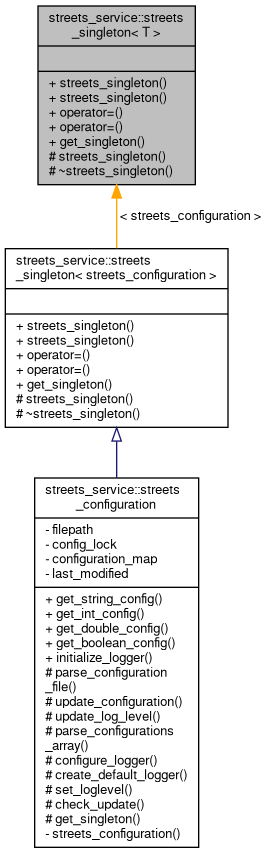 streets_service::streets
_singleton< T >
+ streets_singleton()
+ streets_singleton()
+ operator=()
+ operator=()
+ get_singleton()
# streets_singleton()
# ~streets_singleton()
< streets_configuration >
streets_service::streets
_singleton< streets_configuration >
+ streets_singleton()
+ streets_singleton()
+ operator=()
+ operator=()
+ get_singleton()
# streets_singleton()
# ~streets_singleton()
streets_service::streets
_configuration
- filepath
- config_lock
- configuration_map
- last_modified
+ get_string_config()
+ get_int_config()
+ get_double_config()
+ get_boolean_config()
+ initialize_logger()
# parse_configuration
_file()
# update_configuration()
# update_log_level()
# parse_configurations
_array()
# configure_logger()
# create_default_logger()
# set_loglevel()
# check_update()
# get_singleton()
- streets_configuration()